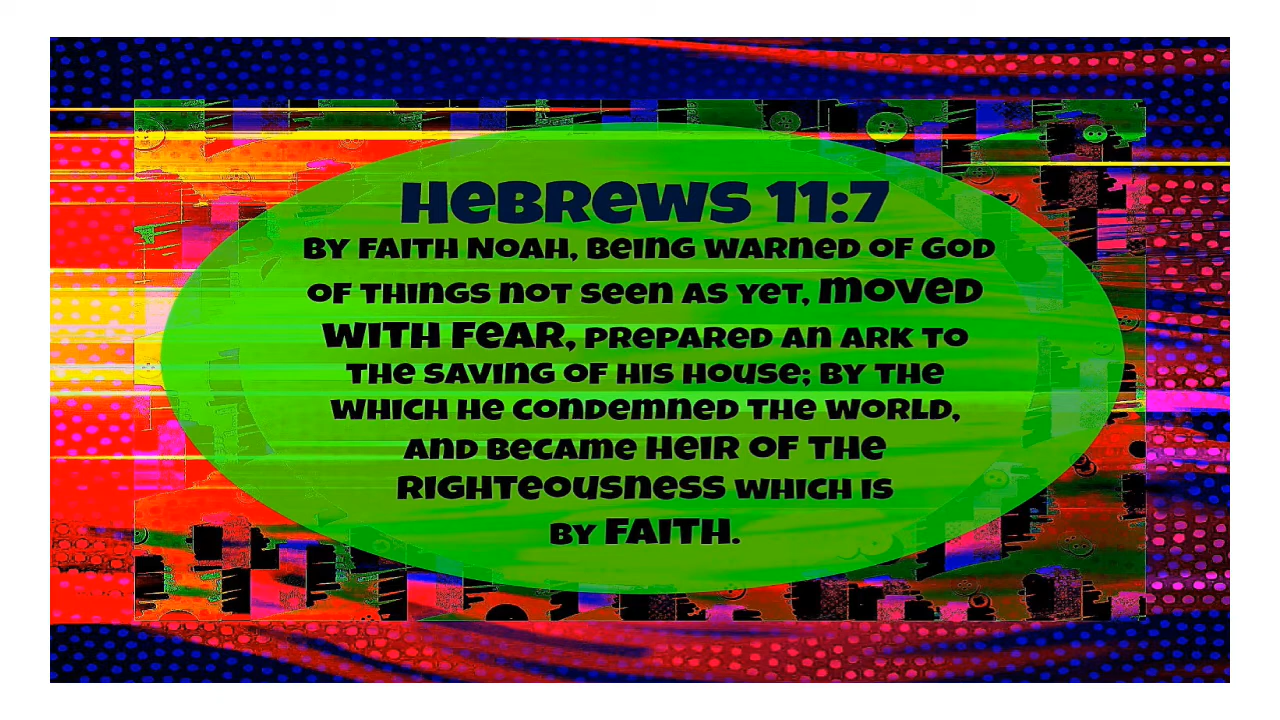 Hebrews 11:7
By faith Noah, being warned of God
of things not seen as yet, moved
with fear, prepared an ark to
the saving of his house; by the
which he condemned the world,
and became heir of the
righteousness which is
by faith.